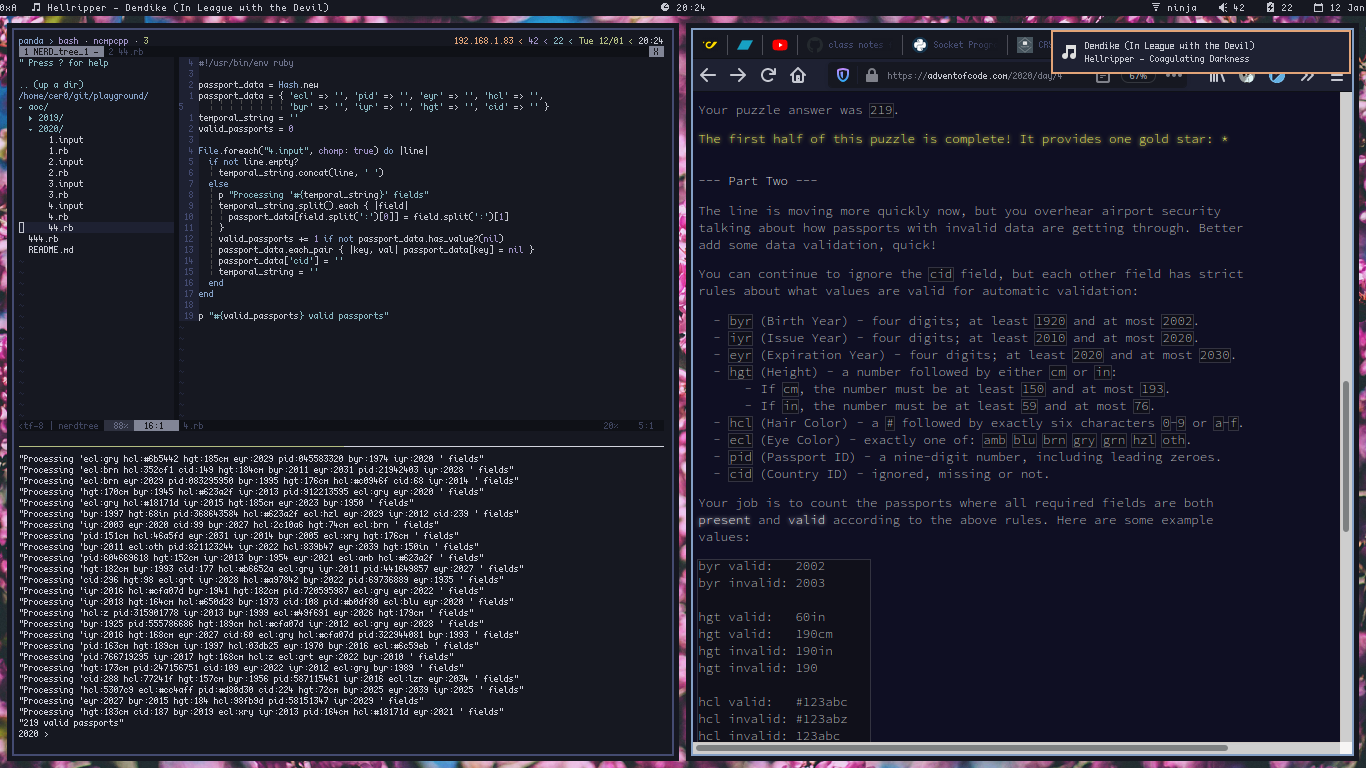 0xA Hellripper - Demdike (In League with the Devil) 20:24 ninja 42 22 12 Jan
panda > bash · nompcpp · 3 192.168.1.83 < 42 < 22 < Tue 12/01 < 20:24
1 NERD_tree_1 - 2 44.rb X
" Press ? for help
.. (up a dir)
/home/cer0/git/playground/
aoc/
2019/
2020/
1.input
1.rb
2.input
2.rb
3.input
3.rb
4.input
4.rb
44.rb
444.rb
README.md
4 #!/usr/bin/env ruby
3
2 passport_data = Hash.new
1 passport_data = { 'ecl' => '', 'pid' => '', 'eyr' => '', 'hcl' => '',
5 'byr' => '', 'iyr' => '', 'hgt' => '', 'cid' => '' }
1 temporal_string = ''
2 valid_passports = 0
3
4 File.foreach("4.input", chomp: true) do |line|
5 if not line.empty?
6 temporal_string.concat(line, ' ')
7 else
8 p "Processing '#{temporal_string}' fields"
9 temporal_string.split().each { |field|
10 passport_data[field.split(':')[0]] = field.split(':')[1]
11 }
12 valid_passports += 1 if not passport_data.has_value?(nil)
13 passport_data.each_pair { |key, val| passport_data[key] = nil }
14 passport_data['cid'] = ''
15 temporal_string = ''
16 end
17 end
18
19 p "#{valid_passports} valid passports"
<tf-8 | nerdtree 88% 16:1 4.rb 20% 5:1
"Processing 'ecl:gry hcl:#6b5442 hgt:185cm eyr:2029 pid:045583320 byr:1974 iyr:2020 ' fields"
"Processing 'hcl:352cf1 cid:149 hgt:184cm byr:2011 eyr:2031 pid:21942403 iyr:2028 ' fields"
"Processing 'ecl:brn eyr:2029 pid:083295950 byr:1995 hgt:176cm hcl:#c0946f cid:68 iyr:2014 ' fields"
"Processing 'hgt:170cm byr:1945 hcl:#623a2f iyr:2013 pid:912213595 ecl:gry eyr:2020 ' fields"
"Processing 'ecl:gry hcl:#18171d iyr:2015 hgt:193cm eyr:2023 byr:1950 ' fields"
"Processing 'byr:1997 hgt:68in pid:368643584 hcl:#623a2f ecl:hzl eyr:2029 iyr:2012 cid:239 ' fields"
"Processing 'iyr:2003 eyr:2020 cid:99 byr:2027 hcl:2c10a6 hgt:74cm ecl:brn ' fields"
"Processing 'pid:151cm hcl:46a5fd eyr:2031 iyr:2014 byr:2005 ecl:xry hgt:176cm ' fields"
"Processing 'byr:2011 ecl:oth pid:821123244 iyr:2022 hcl:839b47 eyr:2039 hgt:150in ' fields"
"Processing 'pid:604669618 hgt:152cm iyr:2013 byr:1954 eyr:2021 ecl:amb hcl:#623a2f ' fields"
"Processing 'hgt:182cm byr:1993 cid:177 hcl:#b6652a ecl:gry iyr:2011 pid:441649857 eyr:2027 ' fields"
"Processing 'cid:296 hgt:98 ecl:grt iyr:2028 hcl:#a97842 byr:2022 pid:69736889 eyr:1935 ' fields"
"Processing 'iyr:2016 hcl:#cfa07d byr:1941 hgt:182cm pid:720595987 ecl:gry eyr:2022 ' fields"
"Processing 'iyr:2018 hgt:164cm hcl:#650d28 byr:1973 cid:108 pid:#b0df80 ecl:blu eyr:2020 ' fields"
"Processing 'hcl:z pid:315901778 iyr:2013 byr:1999 ecl:#49f691 eyr:2026 hgt:179cm ' fields"
"Processing 'byr:1925 pid:555786686 hgt:189cm hcl:#cfa07d iyr:2012 ecl:gry eyr:2028 ' fields"
"Processing 'iyr:2016 hgt:168cm eyr:2027 cid:60 ecl:gry hcl:#cfa07d pid:322944081 byr:1993 ' fields"
"Processing 'pid:163cm hgt:189cm iyr:1997 hcl:03db25 eyr:1970 byr:2016 ecl:#6c59eb ' fields"
"Processing 'pid:766719295 iyr:2017 hgt:168cm hcl:z ecl:grt eyr:2022 byr:2010 ' fields"
"Processing 'hgt:173cm pid:247156751 cid:109 eyr:2022 iyr:2012 ecl:gry byr:1989 ' fields"
"Processing 'cid:288 hcl:77241f hgt:157cm byr:1956 pid:587115461 iyr:2016 ecl:lzr eyr:2034 ' fields"
"Processing 'hcl:5307c9 ecl:#cc4aff pid:#d80d30 cid:224 hgt:72cm byr:2025 eyr:2039 iyr:2025 ' fields"
"Processing 'eyr:2027 byr:2015 hgt:184 hcl:98fb9d pid:58151347 iyr:2029 ' fields"
"Processing 'hgt:183cm cid:187 byr:2019 ecl:xry iyr:2013 pid:164cm hcl:#18171d eyr:2021 ' fields"
"219 valid passports"
2020 >
class notes Socket Progr
Demdike (In League with the Devil)
Hellripper - Coagulating Darkness
https://adventofcode.com/2020/day/4 67%
Your puzzle answer was 219.
The first half of this puzzle is complete! It provides one gold star: *
--- Part Two ---
The line is moving more quickly now, but you overhear airport security
talking about how passports with invalid data are getting through. Better
add some data validation, quick!
You can continue to ignore the cid field, but each other field has strict
rules about what values are valid for automatic validation:
- byr (Birth Year) - four digits; at least 1920 and at most 2002.
- iyr (Issue Year) - four digits; at least 2010 and at most 2020.
- eyr (Expiration Year) - four digits; at least 2020 and at most 2030.
- hgt (Height) - a number followed by either cm or in:
- If cm, the number must be at least 150 and at most 193.
- If in, the number must be at least 59 and at most 76.
- hcl (Hair Color) - a # followed by exactly six characters 0-9 or a-f.
- ecl (Eye Color) - exactly one of: amb blu brn gry grn hzl oth.
- pid (Passport ID) - a nine-digit number, including leading zeroes.
- cid (Country ID) - ignored, missing or not.
Your job is to count the passports where all required fields are both
present and valid according to the above rules. Here are some example
values:
byr valid: 2002
byr invalid: 2003
hgt valid: 60in
hgt valid: 190cm
hgt invalid: 190in
hgt invalid: 190
hcl valid: #123abc
hcl invalid: #123abz
hcl invalid: 123abc